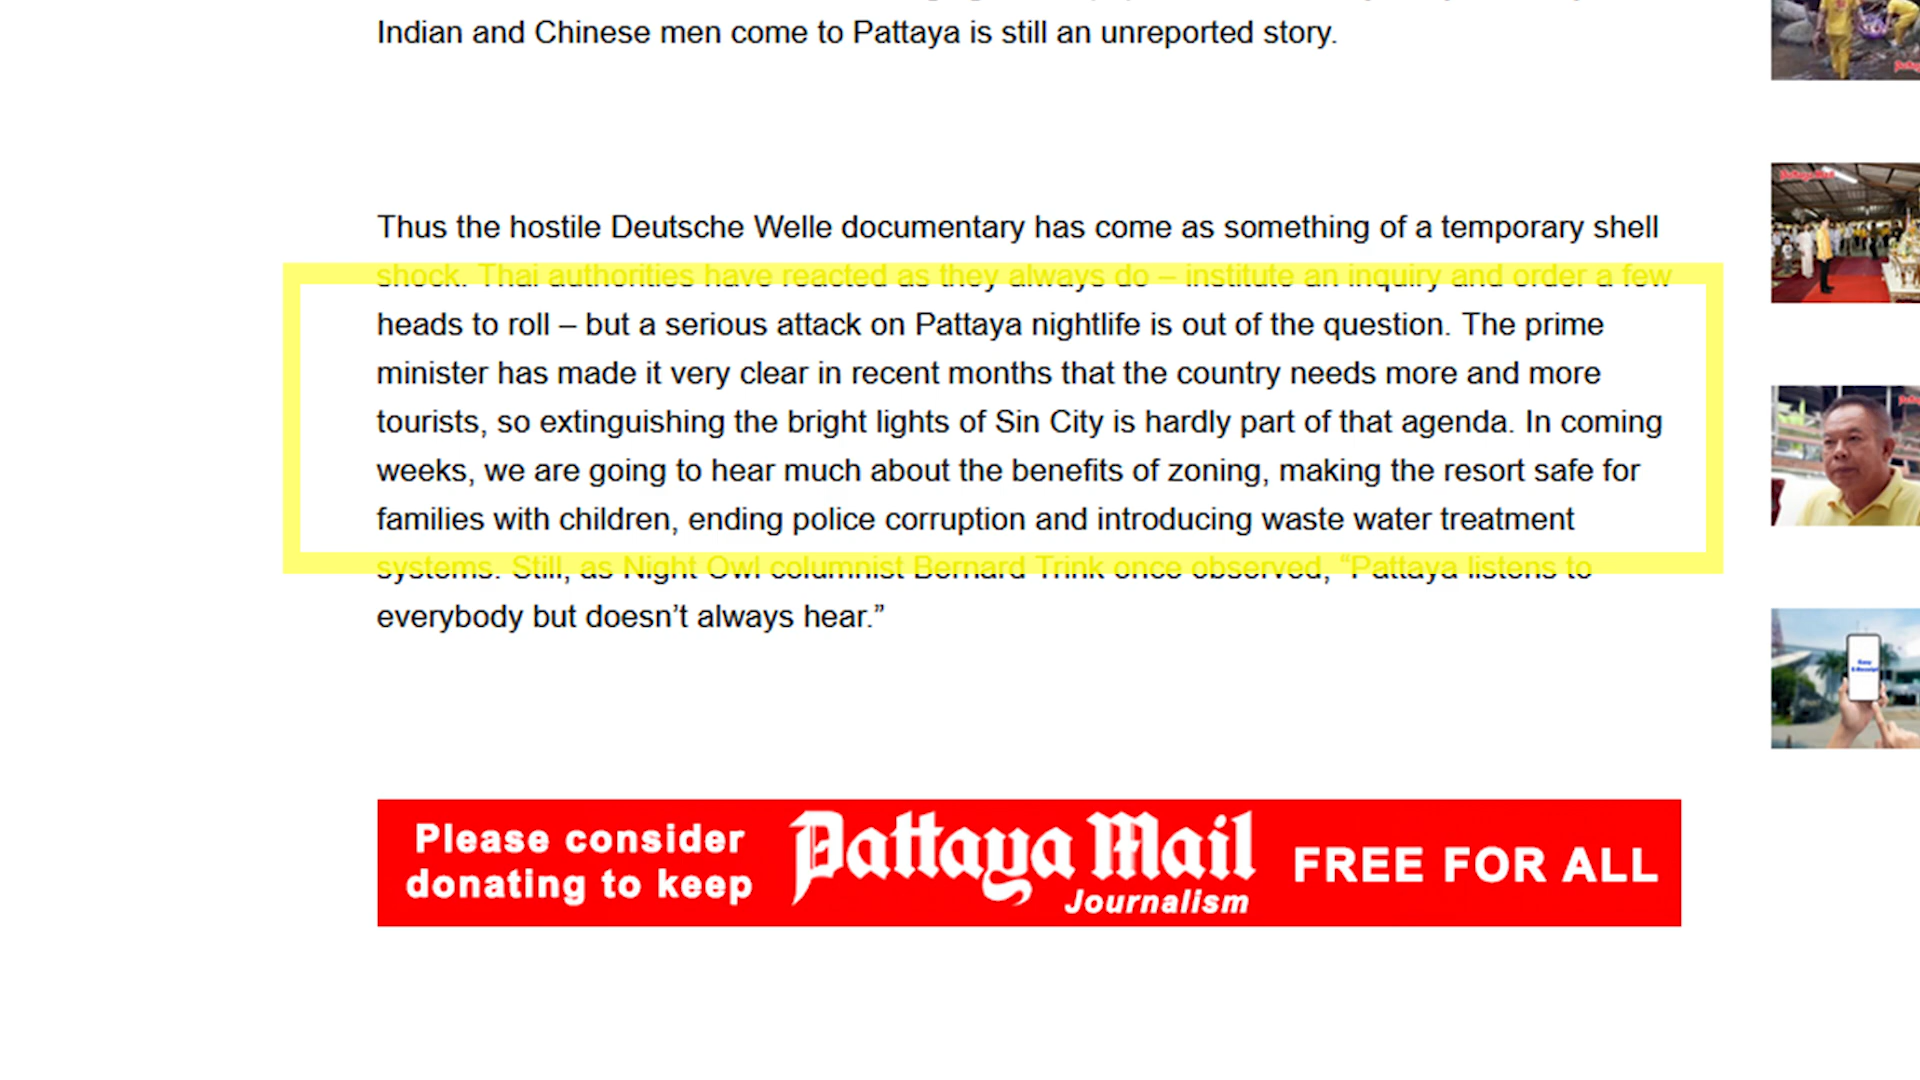 Indian and Chinese men come to Pattaya is still an unreported story.
Thus the hostile Deutsche Welle documentary has come as something of a temporary shell
shock. Thai authorities have reacted as they always do – institute an inquiry and order a few
heads to roll – but a serious attack on Pattaya nightlife is out of the question. The prime
minister has made it very clear in recent months that the country needs more and more
tourists, so extinguishing the bright lights of Sin City is hardly part of that agenda. In coming
weeks, we are going to hear much about the benefits of zoning, making the resort safe for
families with children, ending police corruption and introducing waste water treatment
systems. Still, as Night Owl columnist Bernard Trink once observed, “Pattaya listens to
everybody but doesn’t always hear.”
Please consider
donating to keep
Pattaya Mail
Journalism
FREE FOR ALL
Pattaya Mail